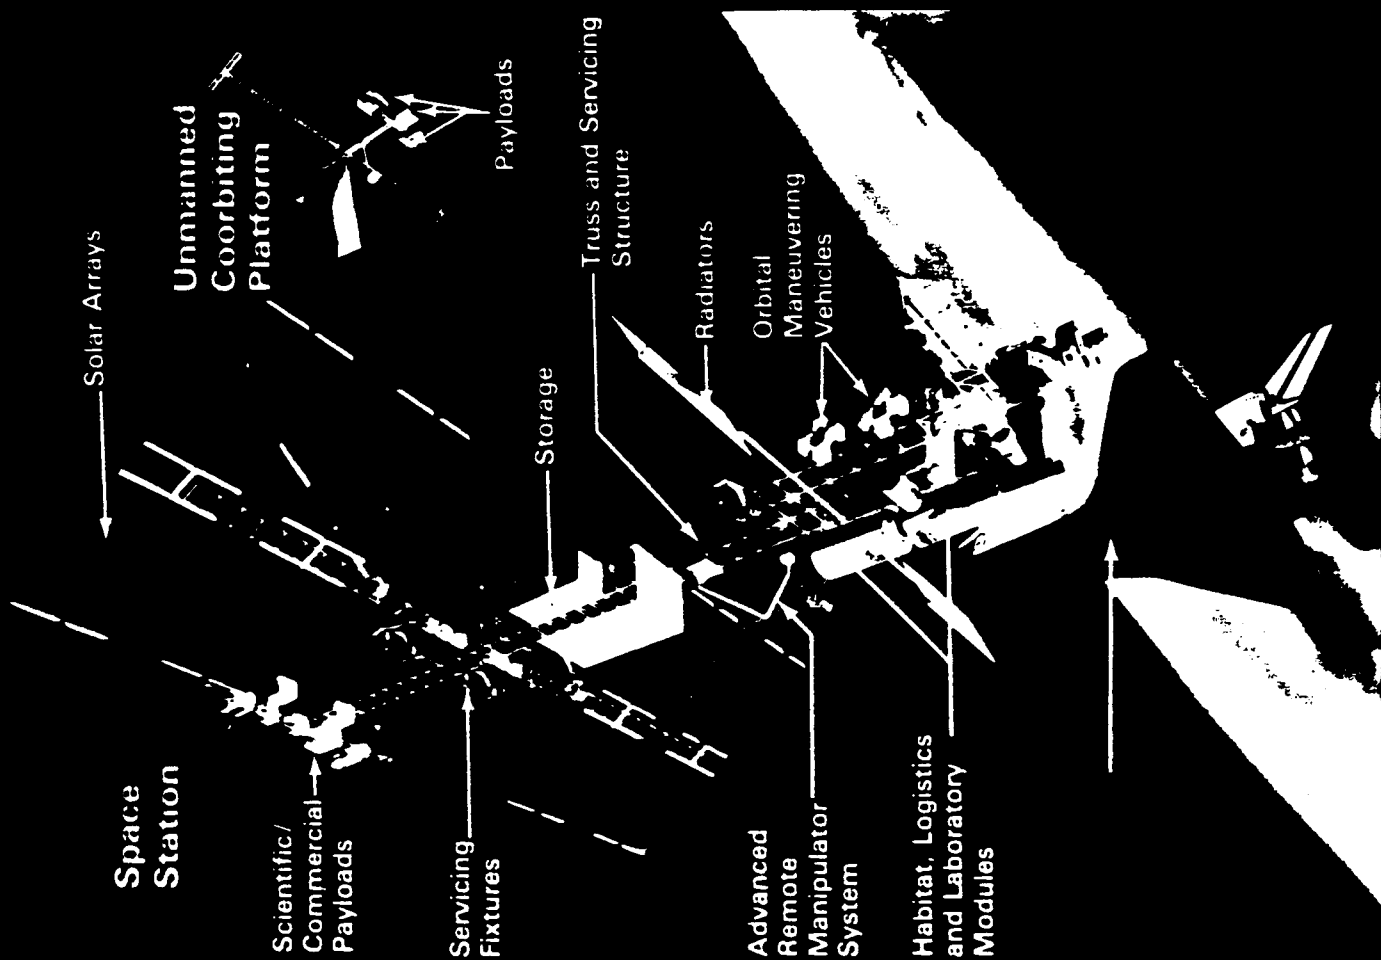 Space
Station
Scientific/
Commercial
Payloads
Servicing
Fixtures
Advanced
Remote
Manipulator
System
Habitat, Logistics
and Laboratory
Modules
Solar Arrays
Storage
Unmanned
Coorbiting
Platform
Payloads
Truss and Servicing
Structure
Radiators
Orbital
Maneuvering
Vehicles